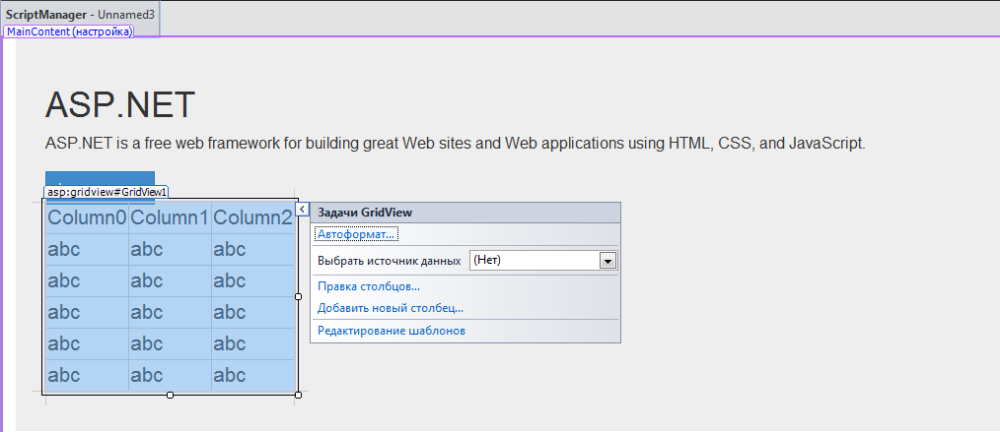 ScriptManager - Unnamed3
MainContent (настройка)
ASP.NET
ASP.NET is a free web framework for building great Web sites and Web applications using HTML, CSS, and JavaScript.
asp:gridview#GridView1
Column0 Column1 Column2
abc abc abc
abc abc abc
abc abc abc
abc abc abc
abc abc abc
Задачи GridView
Автоформат...
Выбрать источник данных (Нет)
Правка столбцов...
Добавить новый столбец...
Редактирование шаблонов